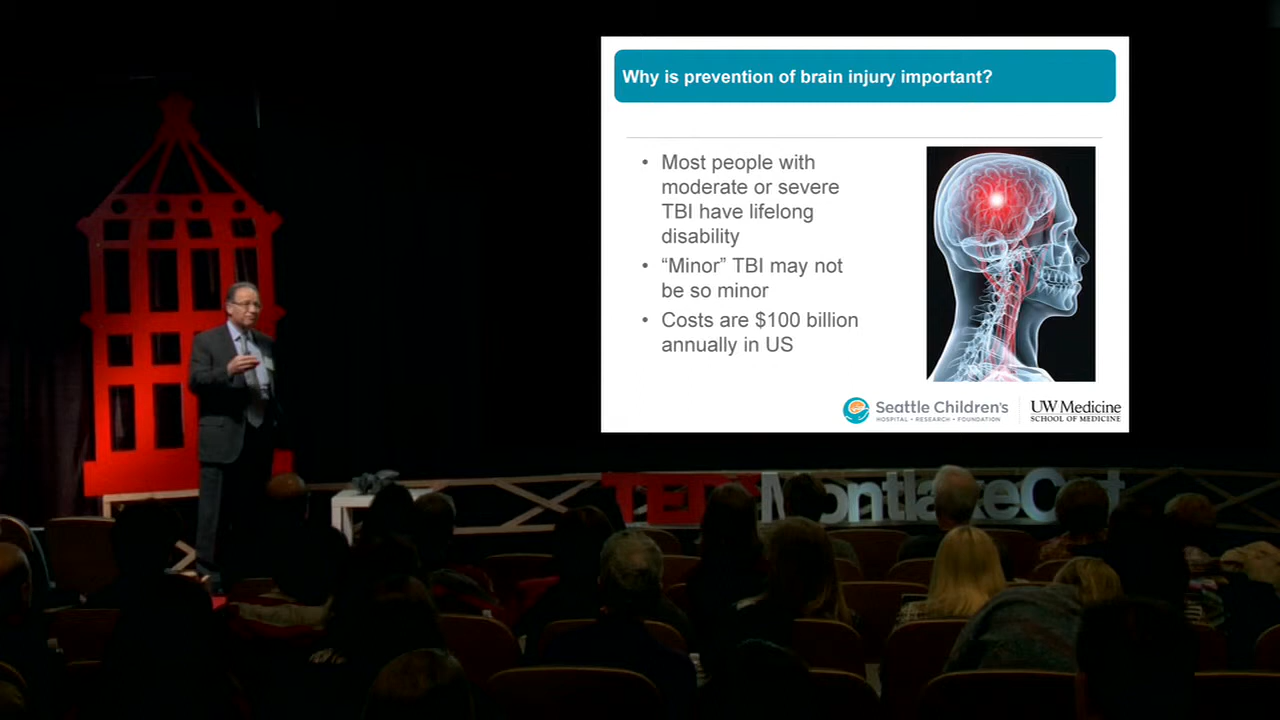 Why is prevention of brain injury important?
• Most people with
moderate or severe
TBI have lifelong
disability
• “Minor” TBI may not
be so minor
• Costs are $100 billion
annually in US
Seattle Children's
HOSPITAL • RESEARCH • FOUNDATION
UW Medicine
SCHOOL OF MEDICINE
TEDxMontlakeCut